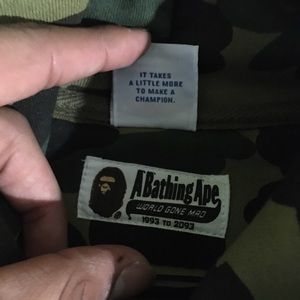 IT TAKES
A LITTLE MORE
TO MAKE A
CHAMPION.
A Bathing Ape
WORLD GONE MAD
1993 TO 2093